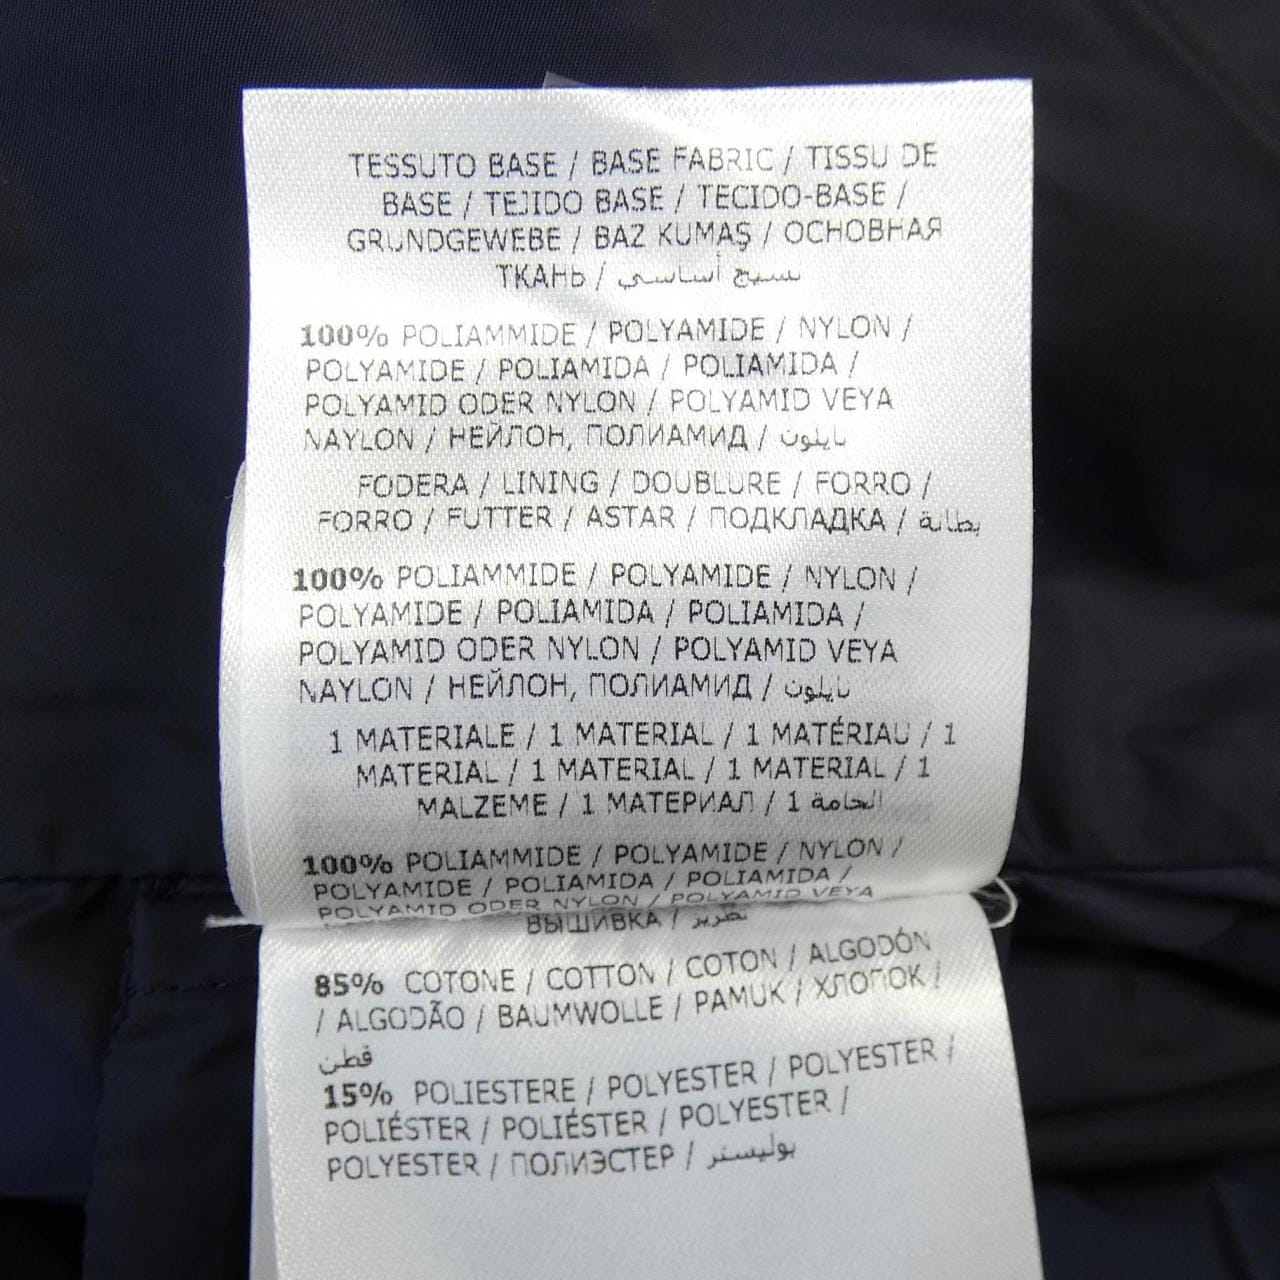 TESSUTO BASE / BASE FABRIC / TISSU DE
BASE / TEJIDO BASE / TECIDO-BASE /
GRUNDGEWEBE / BAZ KUMAŞ / ОСНОВНАЯ
ТКАНЬ / نسيج أساسي
100% POLIAMMIDE / POLYAMIDE / NYLON /
POLYAMIDE / POLIAMIDA / POLIAMIDA /
POLYAMID ODER NYLON / POLYAMID VEYA
NAYLON / НЕЙЛОН, ПОЛИАМИД / نايلون
FODERA / LINING / DOUBLURE / FORRO /
FORRO / FUTTER / ASTAR / ПОДКЛАДКА / بطانة
100% POLIAMMIDE / POLYAMIDE / NYLON /
POLYAMIDE / POLIAMIDA / POLIAMIDA /
POLYAMID ODER NYLON / POLYAMID VEYA
NAYLON / НЕЙЛОН, ПОЛИАМИД / نايلون
1 MATERIALE / 1 MATERIAL / 1 MATÉRIAU / 1
MATERIAL / 1 MATERIAL / 1 MATERIAL / 1
MALZEME / 1 МАТЕРИАЛ / 1 الخامة
100% POLIAMMIDE / POLYAMIDE / NYLON /
POLYAMIDE / POLIAMIDA / POLIAMIDA /
POLYAMID ODER NYLON / POLYAMID VEYA
ВЫШИВКА / تطريز
85% COTONE / COTTON / COTON / ALGODÓN
/ ALGODÃO / BAUMWOLLE / PAMUK / ХЛОПОК /
قطن
15% POLIESTERE / POLYESTER / POLYESTER /
POLIÉSTER / POLIÉSTER / POLYESTER /
POLYESTER / ПОЛИЭСТЕР / بوليستر